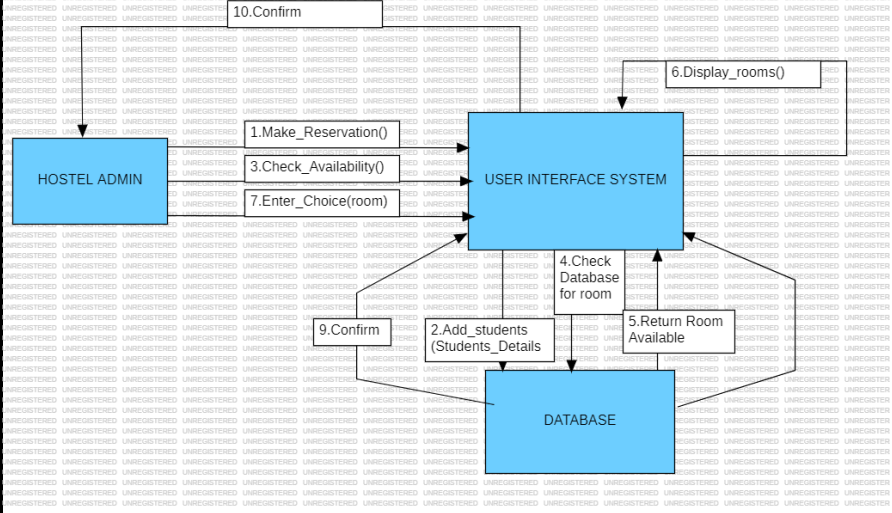 10.Confirm
6.Display_rooms()
1.Make_Reservation()
HOSTEL ADMIN
3.Check_Availability()
USER INTERFACE SYSTEM
7.Enter_Choice(room)
4.Check
Database
for room
9.Confirm
2.Add_students
(Students_Details
5.Return Room
Available
DATABASE
UNREGISTERED